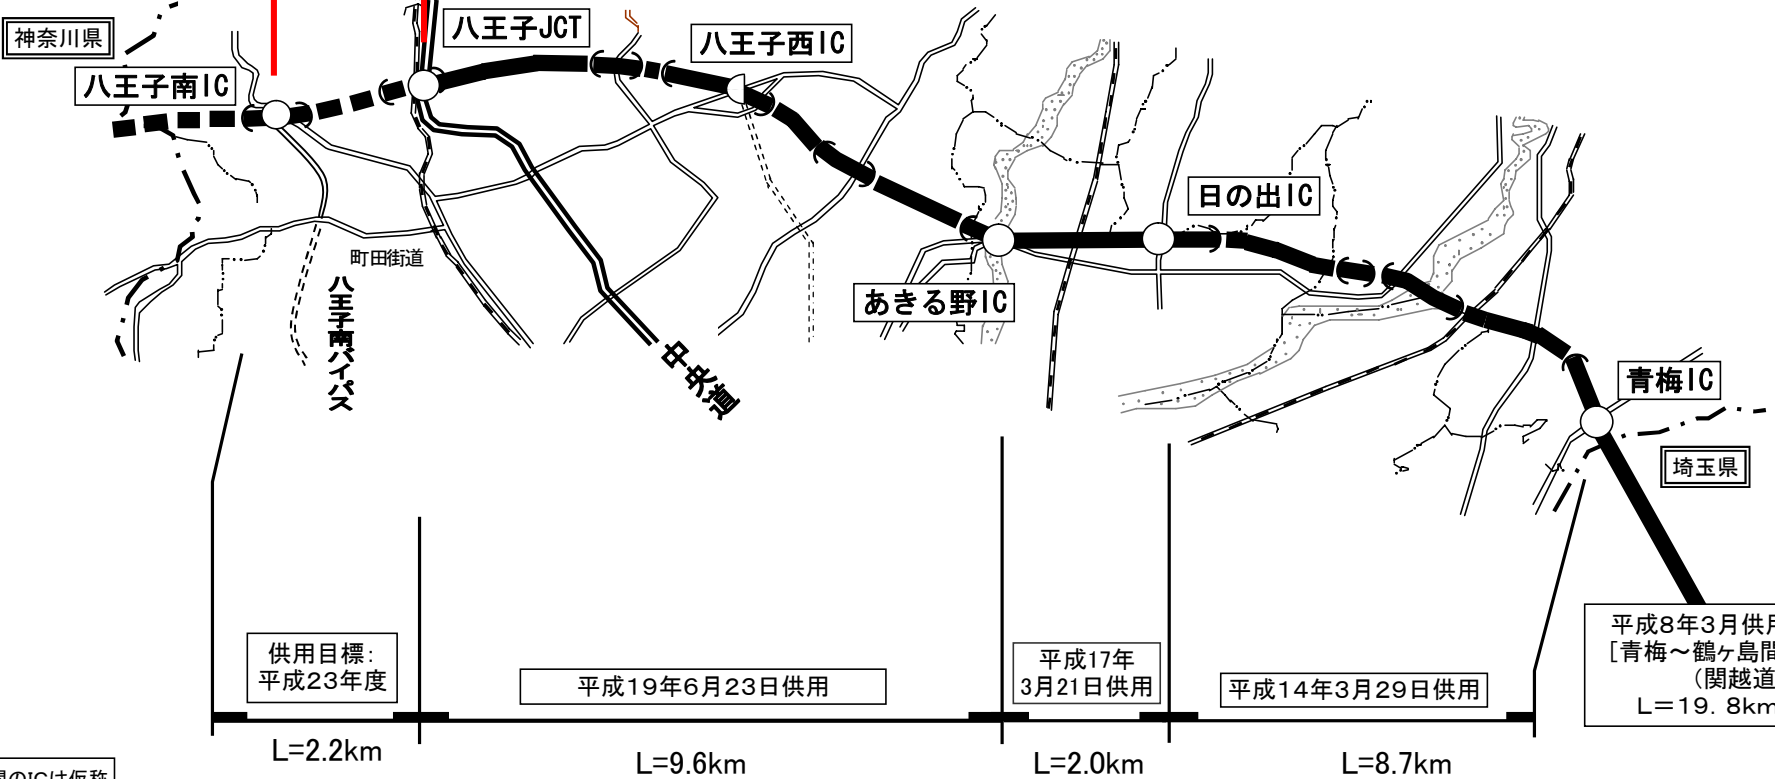 神奈川県
八王子JCT
八王子西IC
八王子南IC
日の出IC
町田街道
あきる野IC
八王子南バイパス
中央道
青梅IC
埼玉県
平成8年3月供用
[青梅～鶴ヶ島間
(関越道
L=19.8km
供用目標:
平成23年度
平成19年6月23日供用
平成17年
3月21日供用
平成14年3月29日供用
L=2.2km
L=9.6km
L=2.0km
L=8.7km
のICは仮称